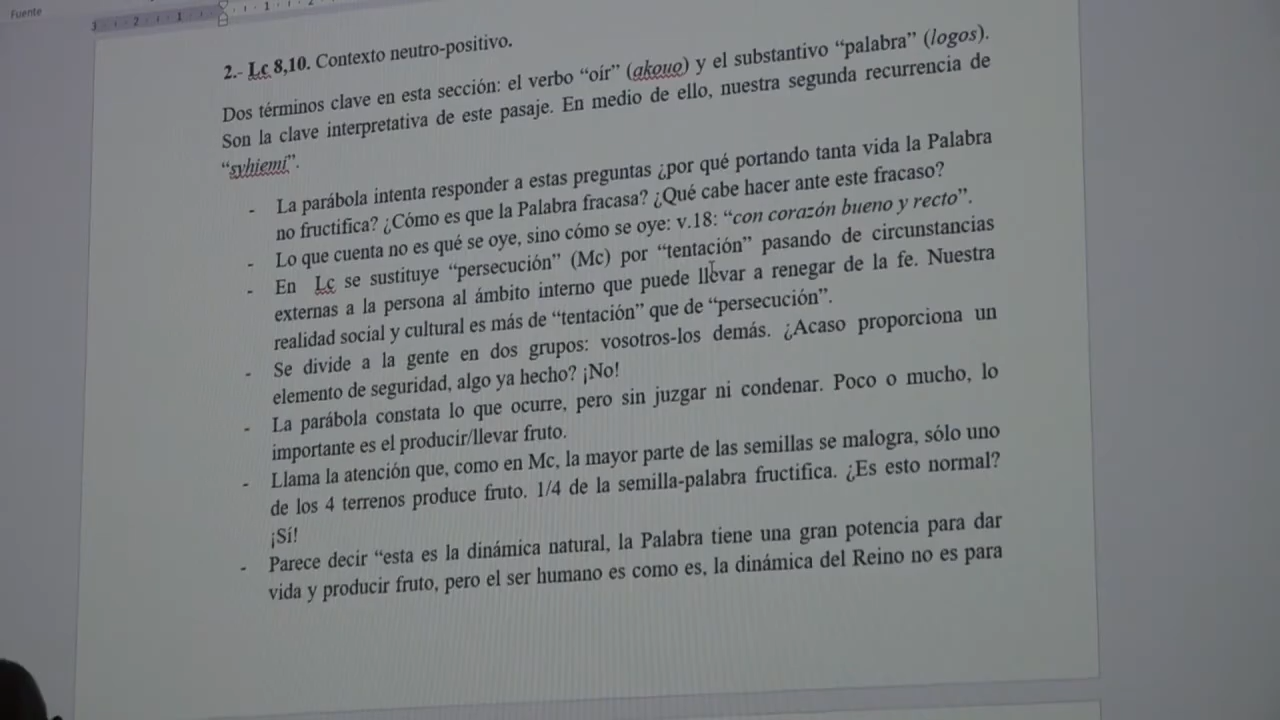 Fuente
3 2 1 1 2
2.- Lc 8,10. Contexto neutro-positivo.
Dos términos clave en esta sección: el verbo “oír” (akouo) y el substantivo “palabra” (logos).
Son la clave interpretativa de este pasaje. En medio de ello, nuestra segunda recurrencia de
“syhiemi”.
- La parábola intenta responder a estas preguntas ¿por qué portando tanta vida la Palabra
no fructifica? ¿Cómo es que la Palabra fracasa? ¿Qué cabe hacer ante este fracaso?
- Lo que cuenta no es qué se oye, sino cómo se oye: v.18: “con corazón bueno y recto”.
- En Lc se sustituye “persecución” (Mc) por “tentación” pasando de circunstancias
externas a la persona al ámbito interno que puede llevar a renegar de la fe. Nuestra
realidad social y cultural es más de “tentación” que de “persecución”.
- Se divide a la gente en dos grupos: vosotros-los demás. ¿Acaso proporciona un
elemento de seguridad, algo ya hecho? ¡No!
- La parábola constata lo que ocurre, pero sin juzgar ni condenar. Poco o mucho, lo
importante es el producir/llevar fruto.
- Llama la atención que, como en Mc, la mayor parte de las semillas se malogra, sólo uno
de los 4 terrenos produce fruto. 1/4 de la semilla-palabra fructifica. ¿Es esto normal?
¡Sí!
- Parece decir “esta es la dinámica natural, la Palabra tiene una gran potencia para dar
vida y producir fruto, pero el ser humano es como es, la dinámica del Reino no es para